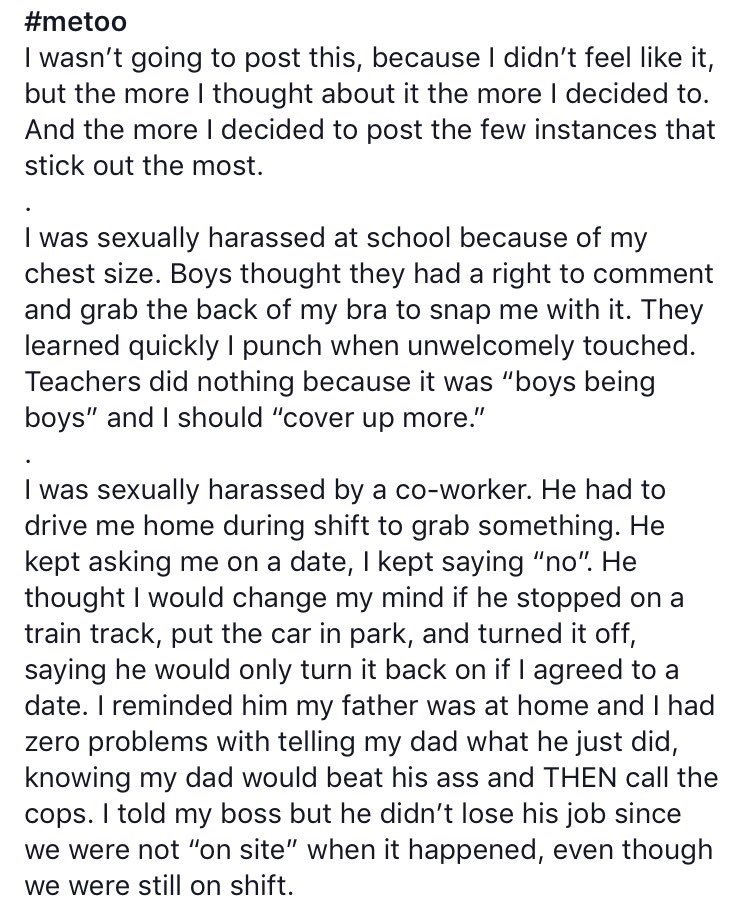 #metoo
I wasn’t going to post this, because I didn’t feel like it,
but the more I thought about it the more I decided to.
And the more I decided to post the few instances that
stick out the most.
.
I was sexually harassed at school because of my
chest size. Boys thought they had a right to comment
and grab the back of my bra to snap me with it. They
learned quickly I punch when unwelcomely touched.
Teachers did nothing because it was “boys being
boys” and I should “cover up more.”
.
I was sexually harassed by a co-worker. He had to
drive me home during shift to grab something. He
kept asking me on a date, I kept saying “no”. He
thought I would change my mind if he stopped on a
train track, put the car in park, and turned it off,
saying he would only turn it back on if I agreed to a
date. I reminded him my father was at home and I had
zero problems with telling my dad what he just did,
knowing my dad would beat his ass and THEN call the
cops. I told my boss but he didn’t lose his job since
we were not “on site” when it happened, even though
we were still on shift.